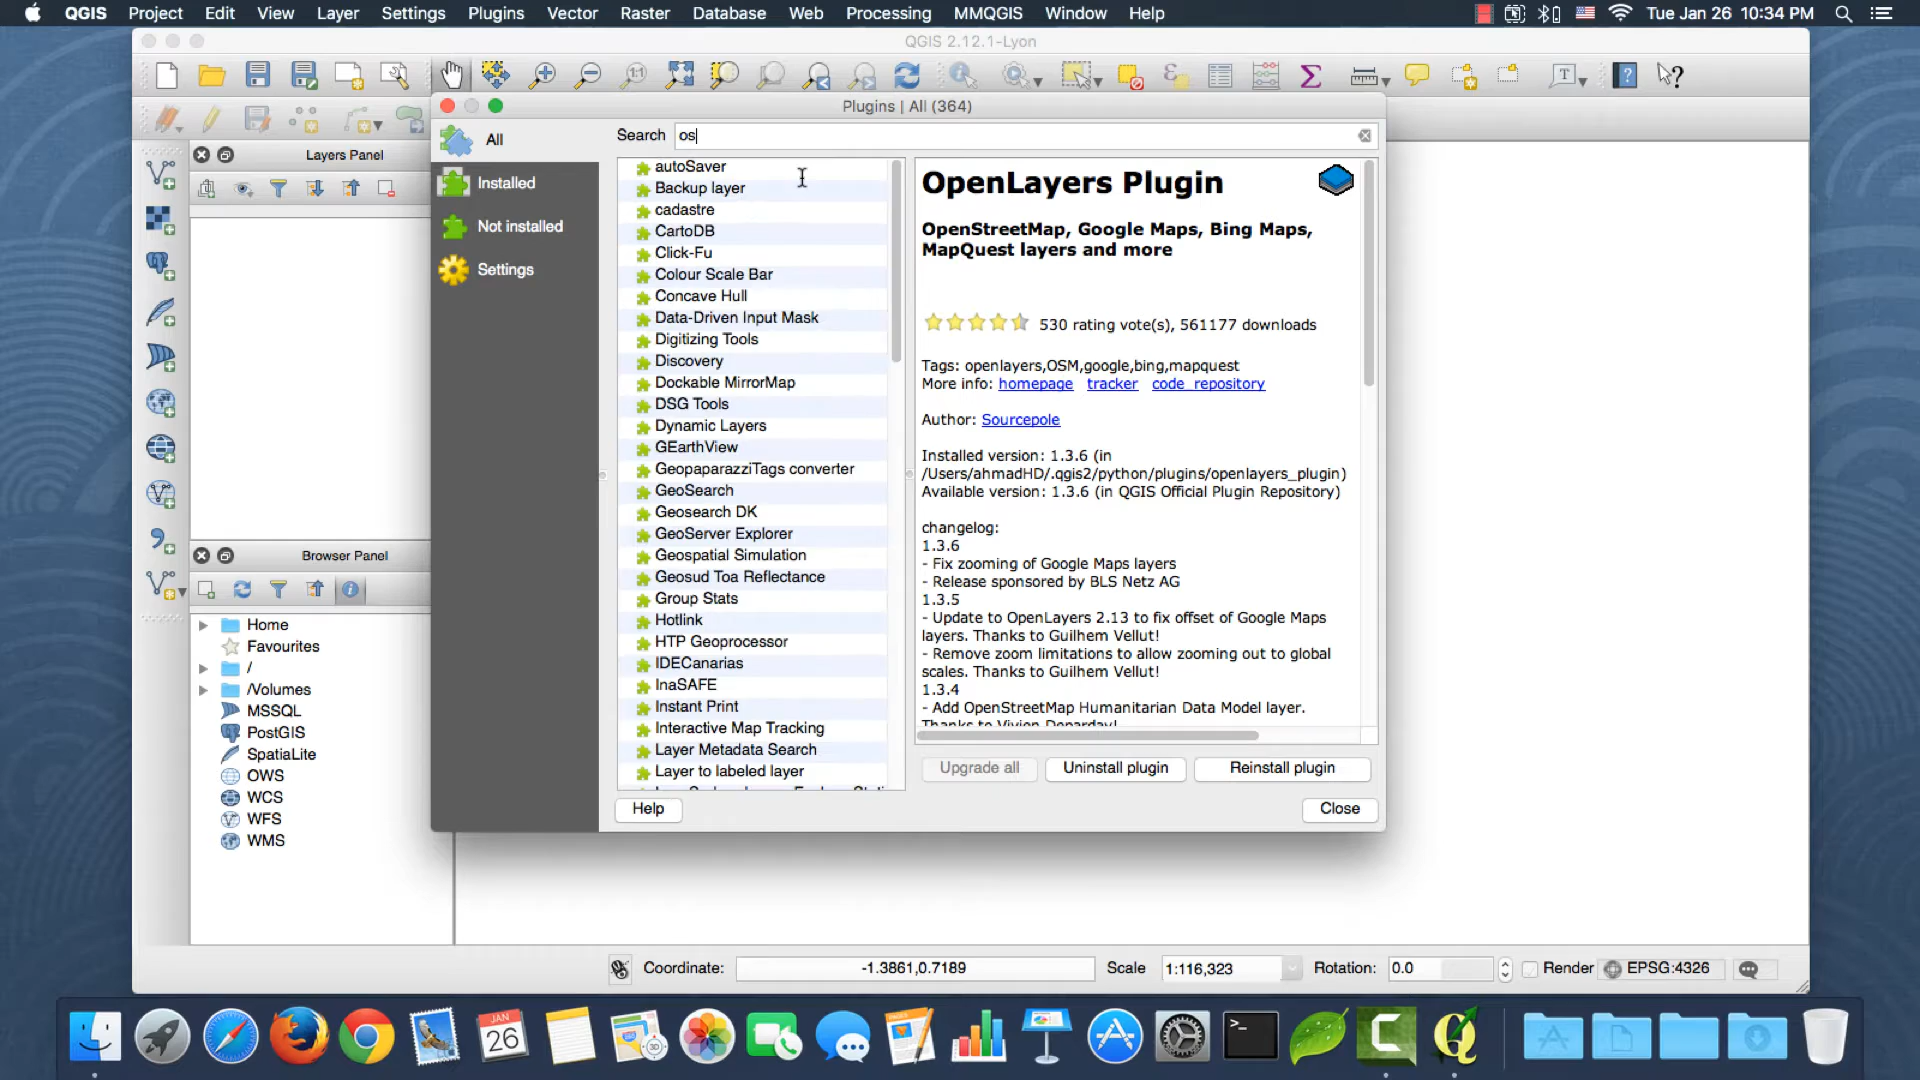 QGIS Project Edit View Layer Settings Plugins Vector Raster Database Web Processing MMQGIS Window Help Tue Jan 26 10:34 PM
QGIS 2.12.1-Lyon
Plugins | All (364)
Layers Panel
Browser Panel
Home
Favourites
/
/Volumes
MSSQL
PostGIS
SpatiaLite
OWS
WCS
WFS
WMS
All
Installed
Not installed
Settings
Search os
autoSaver
Backup layer
cadastre
CartoDB
Click-Fu
Colour Scale Bar
Concave Hull
Data-Driven Input Mask
Digitizing Tools
Discovery
Dockable MirrorMap
DSG Tools
Dynamic Layers
GEarthView
GeopaparazziTags converter
GeoSearch
Geosearch DK
GeoServer Explorer
Geospatial Simulation
Geosud Toa Reflectance
Group Stats
Hotlink
HTP Geoprocessor
IDECanarias
InaSAFE
Instant Print
Interactive Map Tracking
Layer Metadata Search
Layer to labeled layer
OpenLayers Plugin
OpenStreetMap, Google Maps, Bing Maps,
MapQuest layers and more
530 rating vote(s), 561177 downloads
Tags: openlayers,OSM,google,bing,mapquest
More info: homepage tracker code_repository
Author: Sourcepole
Installed version: 1.3.6 (in
/Users/ahmadHD/.qgis2/python/plugins/openlayers_plugin)
Available version: 1.3.6 (in QGIS Official Plugin Repository)
changelog:
1.3.6
- Fix zooming of Google Maps layers
- Release sponsored by BLS Netz AG
1.3.5
- Update to OpenLayers 2.13 to fix offset of Google Maps
layers. Thanks to Guilhem Vellut!
- Remove zoom limitations to allow zooming out to global
scales. Thanks to Guilhem Vellut!
1.3.4
- Add OpenStreetMap Humanitarian Data Model layer.
Upgrade all Uninstall plugin Reinstall plugin
Help Close
Coordinate: -1.3861,0.7189 Scale 1:116,323 Rotation: 0.0 Render EPSG:4326
JAN
26